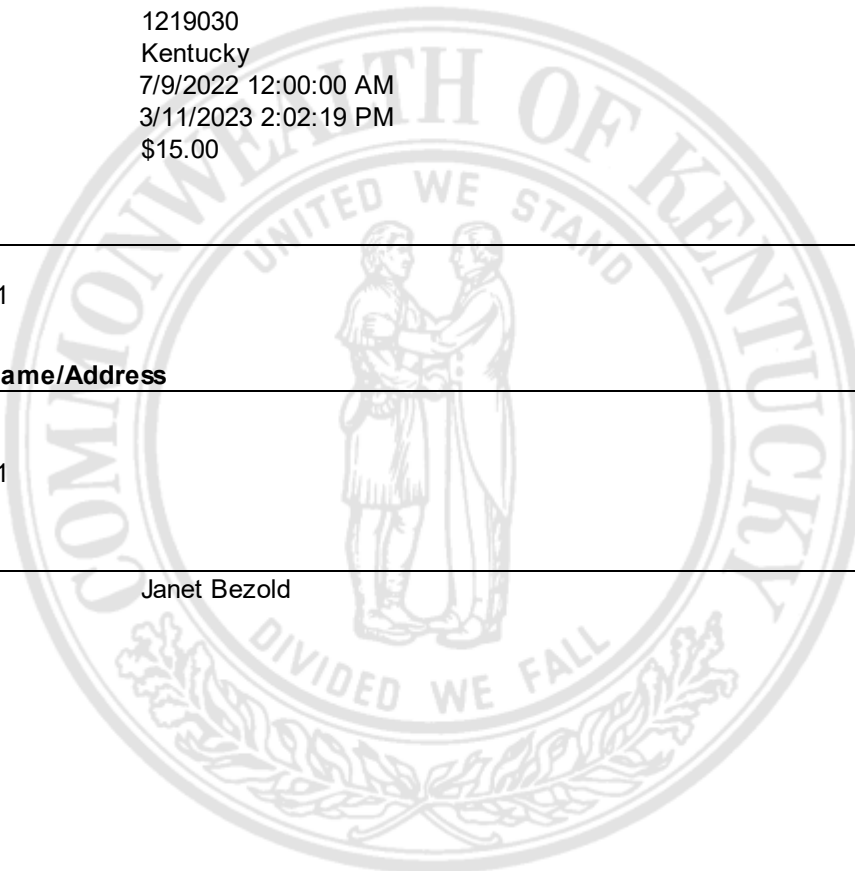 1219030
Kentucky
7/9/2022 12:00:00 AM
3/11/2023 2:02:19 PM
$15.00
1
ame/Address
1
Janet Bezold
COMMONWEALTH OF KENTUCKY
UNITED WE STAND
DIVIDED WE FALL